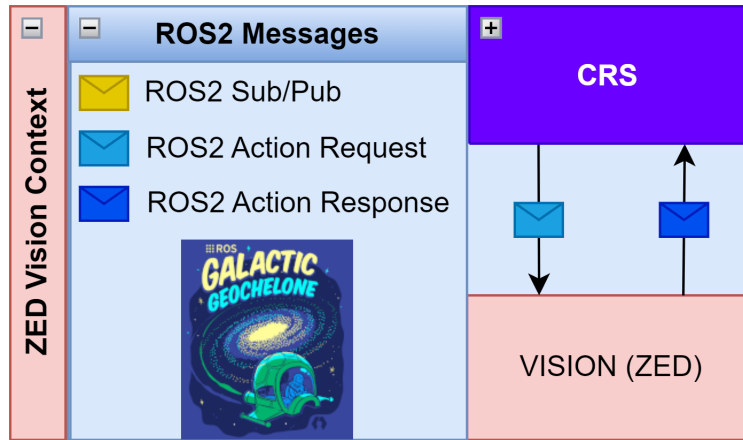 ZED Vision Context
ROS2 Messages
ROS2 Sub/Pub
ROS2 Action Request
ROS2 Action Response
ROS
GALACTIC
GEOCHELONE
CRS
VISION (ZED)